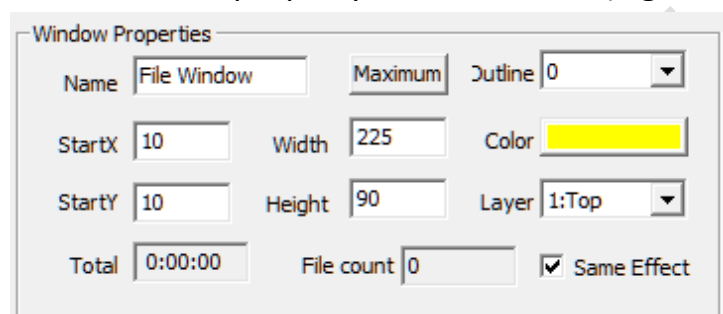 Window Properties
Name File Window Maximum Outline 0
StartX 10 Width 225 Color
StartY 10 Height 90 Layer 1:Top
Total 0:00:00 File count 0 Same Effect